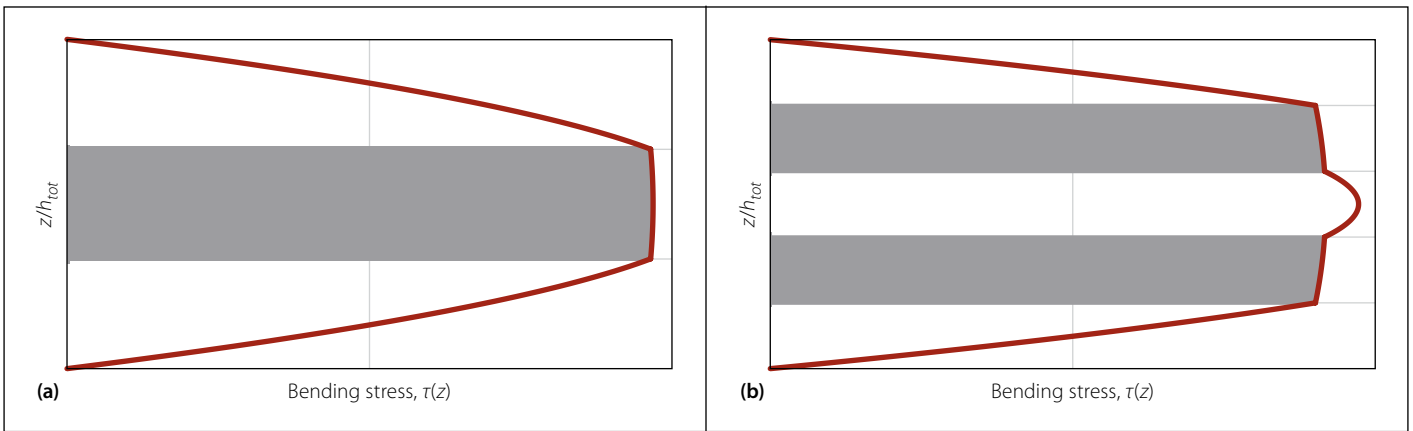 z/h_tot
(a)
Bending stress, τ(z)
z/h_tot
(b)
Bending stress, τ(z)